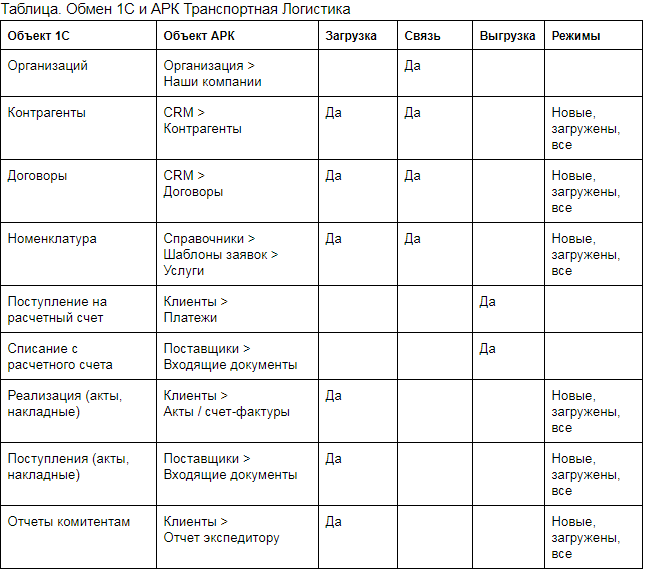 Таблица. Обмен 1С и АРК Транспортная Логистика
Объект 1С Объект АРК Загрузка Связь Выгрузка Режимы
Организаций Организация > Да
Наши компании
Контрагенты CRM > Да Да Новые,
Контрагенты загружены,
все
Договоры CRM > Да Да Новые,
Договоры загружены,
все
Номенклатура Справочники > Да Да Новые,
Шаблоны заявок > загружены,
Услуги все
Поступление на Клиенты > Да
расчетный счет Платежи
Списание с Поставщики > Да
расчетного счета Входящие документы
Реализация (акты, Клиенты > Да Новые,
накладные) Акты / счет-фактуры загружены,
все
Поступления (акты, Поставщики > Да Новые,
накладные) Входящие документы загружены,
все
Отчеты комитентам Клиенты > Да Новые,
Отчет экспедитору загружены,
все